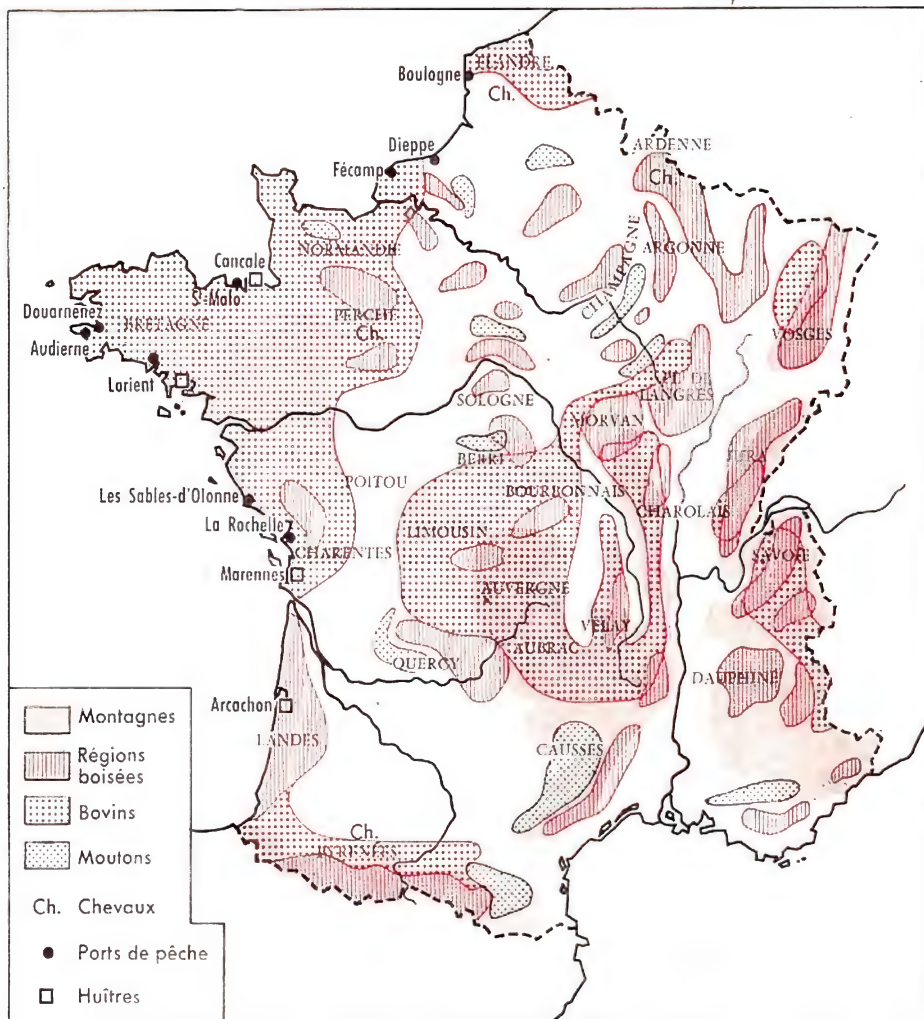 FLANDRE
Boulogne
Ch.
Dieppe
Fécamp
ARDENNE
Ch.
NORMANDIE
CHAMPAGNE
ARGONNE
Cancale
St-Malo
Douarnenez
BRETAGNE
PERCHE
Ch.
VOSGES
Audierne
Lorient
SOLOGNE
PL. DE
LANGRES
MORVAN
BERRI
JURA
POITOU
BOURBONNAIS
Les Sables-d'Olonne
CHAROLAIS
La Rochelle
LIMOUSIN
CHARENTES
SAVOIE
Marennes
AUVERGNE
VELAY
AUBRAC
QUERCY
DAUPHINÉ
Arcachon
LANDES
CAUSSES
Ch.
PYRÉNÉES
Montagnes
Régions
boisées
Bovins
Moutons
Ch. Chevaux
Ports de pêche
Huîtres